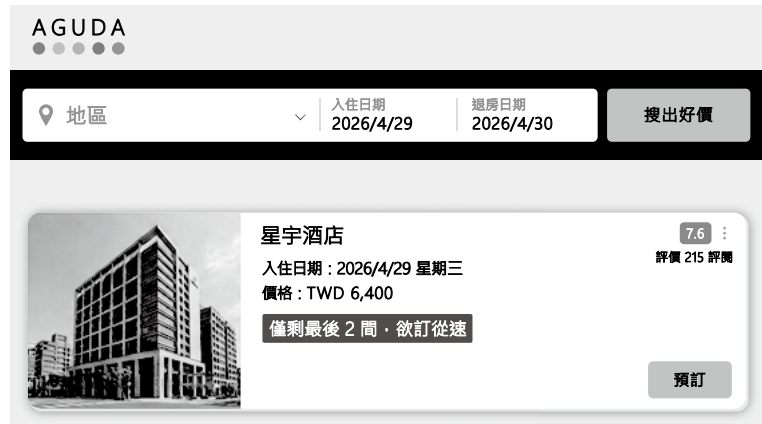 AGUDA
地區
入住日期
2026/4/29
退房日期
2026/4/30
搜出好價
星宇酒店
7.6
評價 215 評閱
入住日期：2026/4/29 星期三
價格：TWD 6,400
僅剩最後 2 間，欲訂從速
預訂